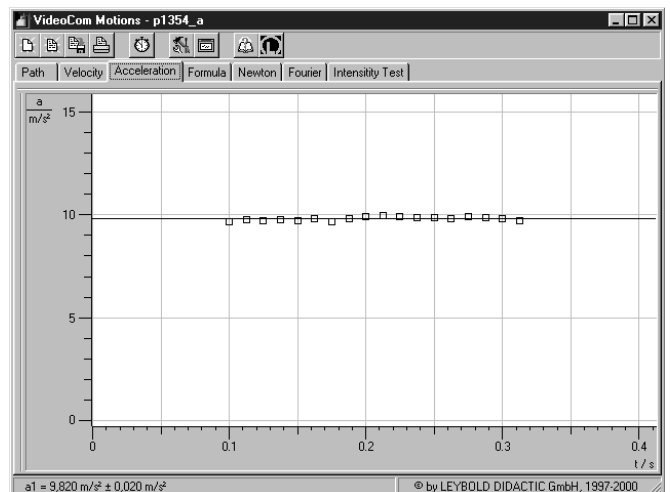 VideoCom Motions - p1354_a
Path Velocity Acceleration Formula Newton Fourier Intensitity Test
a
m/s²
15
10
5
0
0 0.1 0.2 0.3 0.4
t / s
a1 = 9,820 m/s² ± 0,020 m/s² © by LEYBOLD DIDACTIC GmbH, 1997-2000